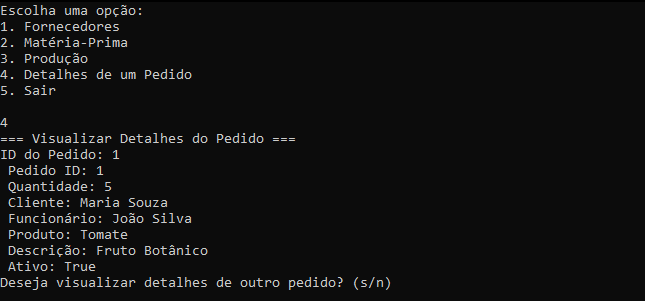 Escolha uma opção:
1. Fornecedores
2. Matéria-Prima
3. Produção
4. Detalhes de um Pedido
5. Sair
4
=== Visualizar Detalhes do Pedido ===
ID do Pedido: 1
Pedido ID: 1
Quantidade: 5
Cliente: Maria Souza
Funcionário: João Silva
Produto: Tomate
Descrição: Fruto Botânico
Ativo: True
Deseja visualizar detalhes de outro pedido? (s/n)